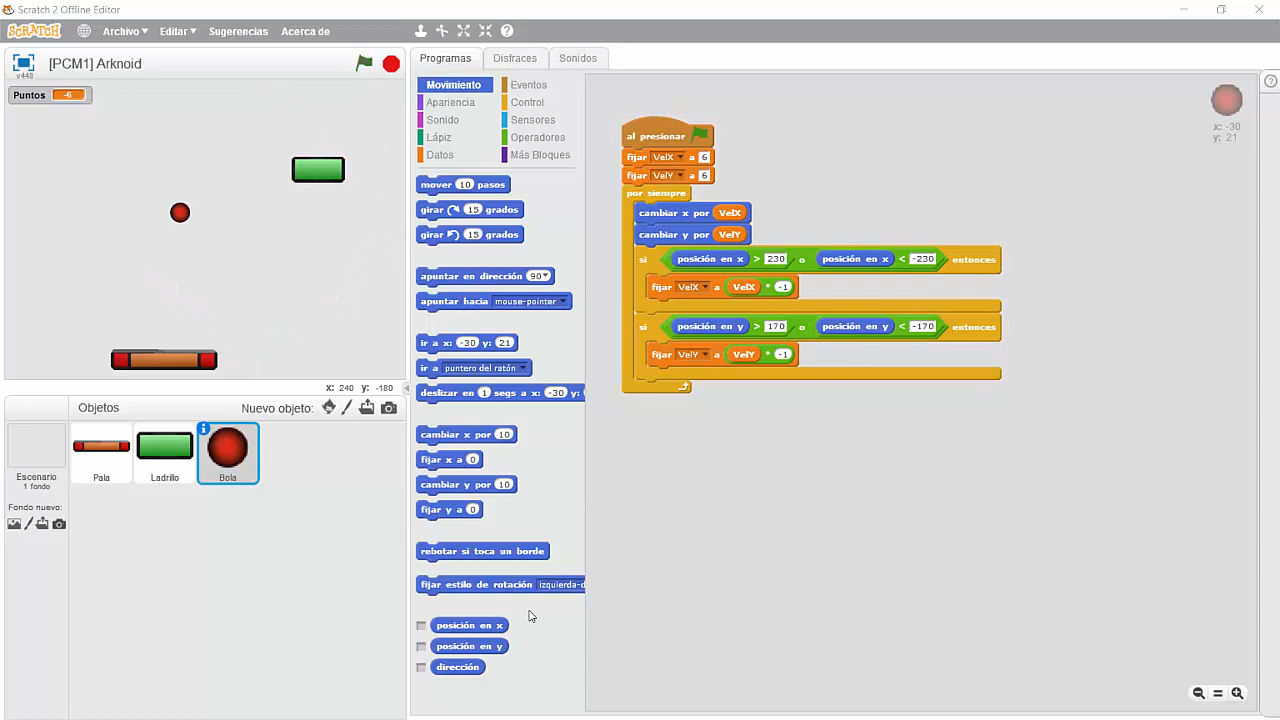 Scratch 2 Offline Editor
SCRATCH Archivo Editar Sugerencias Acerca de
[PCM1] Arknoid
v448
Puntos -6
x: 240 y: -180
Objetos Nuevo objeto:
Escenario
1 fondo
Fondo nuevo:
Pala Ladrillo Bola
Programas Disfraces Sonidos
Movimiento Eventos
Apariencia Control
Sonido Sensores
Lápiz Operadores
Datos Más Bloques
mover 10 pasos
girar 15 grados
girar 15 grados
apuntar en dirección 90
apuntar hacia mouse-pointer
ir a x: -30 y: 21
ir a puntero del ratón
deslizar en 1 segs a x: -30 y:
cambiar x por 10
fijar x a 0
cambiar y por 10
fijar y a 0
rebotar si toca un borde
fijar estilo de rotación izquierda-d
posición en x
posición en y
dirección
al presionar
fijar VelX a 6
fijar VelY a 6
por siempre
cambiar x por VelX
cambiar y por VelY
si posición en x > 230 o posición en x < -230 entonces
fijar VelX a VelX * -1
si posición en y > 170 o posición en y < -170 entonces
fijar VelY a VelY * -1
x: -30
y: 21